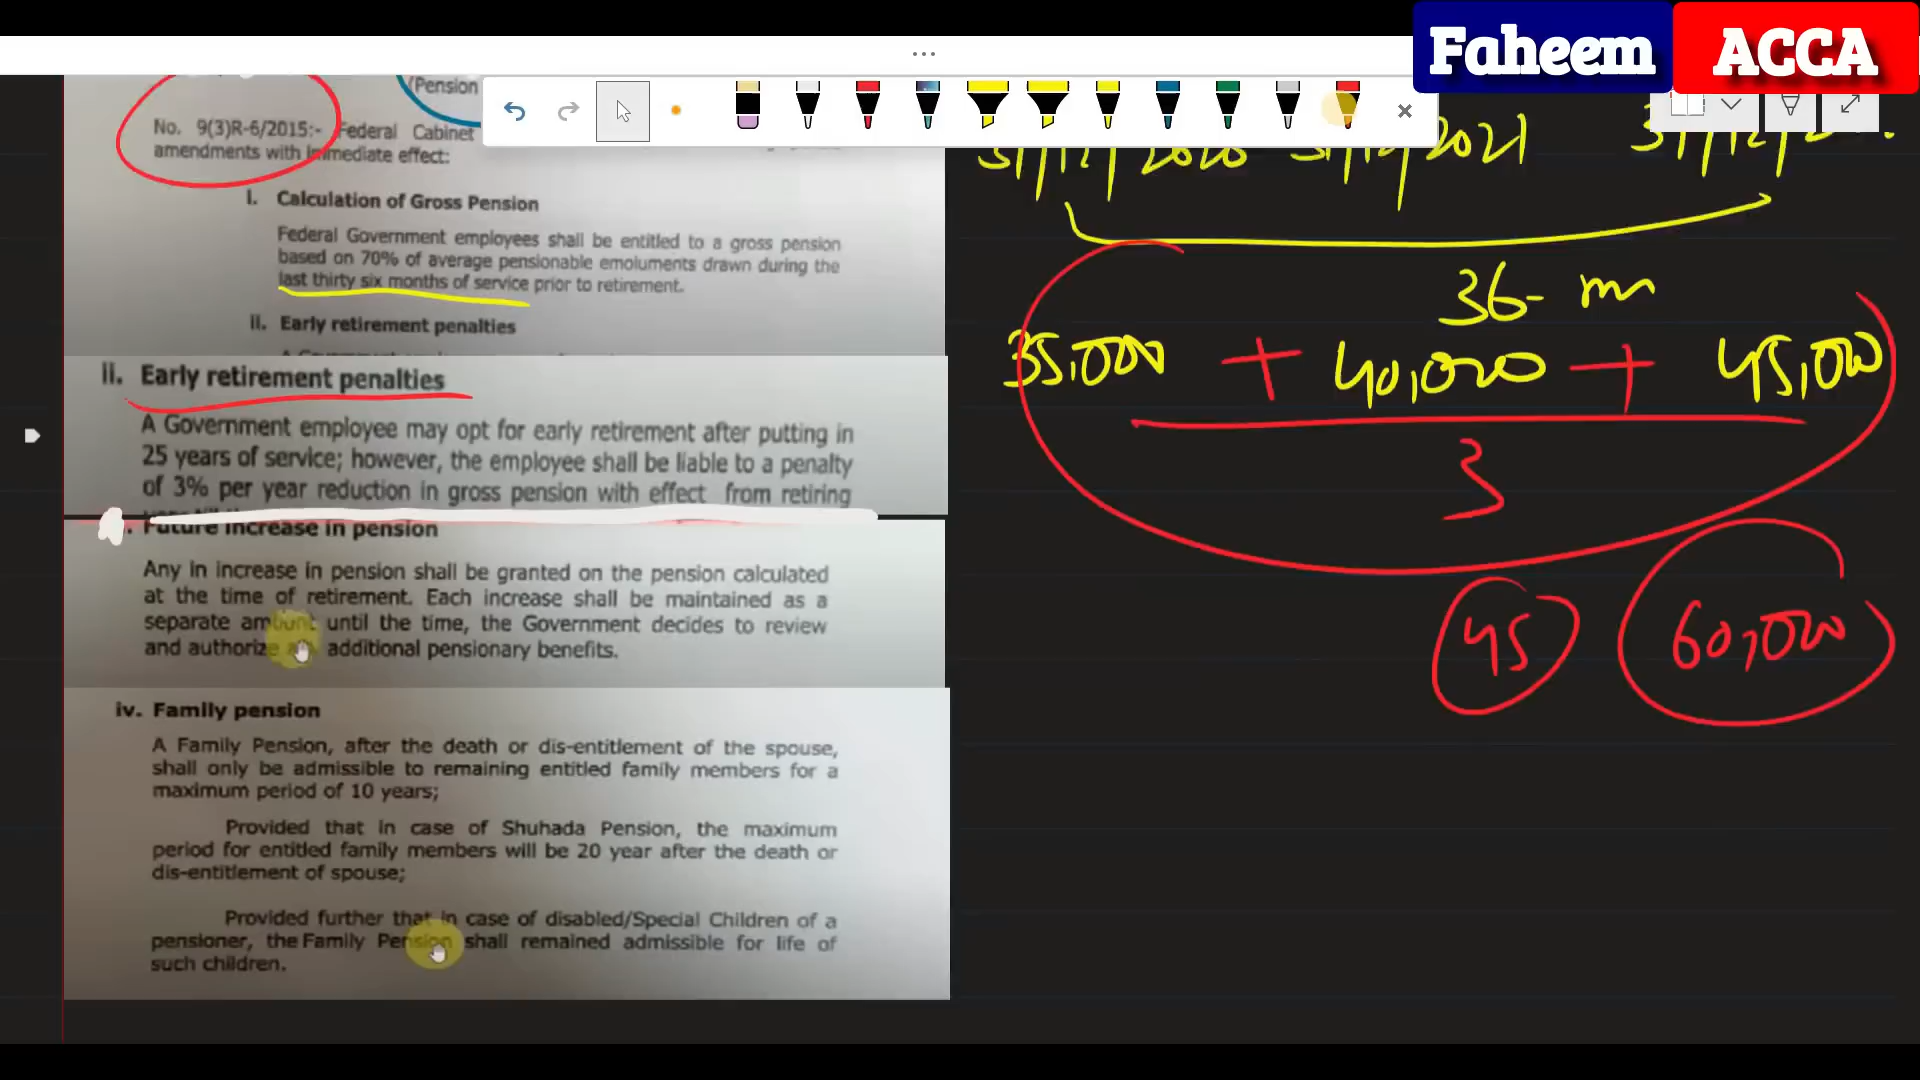 Faheem ACCA
(Pension
No. 9(3)R-6/2015:- Federal Cabinet
amendments with immediate effect:
i. Calculation of Gross Pension
Federal Government employees shall be entitled to a gross pension
based on 70% of average pensionable emoluments drawn during the
last thirty six months of service prior to retirement.
ii. Early retirement penalties
ii. Early retirement penalties
A Government employee may opt for early retirement after putting in
25 years of service; however, the employee shall be liable to a penalty
of 3% per year reduction in gross pension with effect from retiring
. Future increase in pension
Any in increase in pension shall be granted on the pension calculated
at the time of retirement. Each increase shall be maintained as a
separate amount until the time, the Government decides to review
and authorize additional pensionary benefits.
iv. Family pension
A Family Pension, after the death or dis-entitlement of the spouse,
shall only be admissible to remaining entitled family members for a
maximum period of 10 years;
Provided that in case of Shuhada Pension, the maximum
period for entitled family members will be 20 year after the death or
dis-entitlement of spouse;
Provided further that in case of disabled/Special Children of a
pensioner, the Family Pension shall remained admissible for life of
such children.
31/12/2020 31/12/2021 31/12/
36-
35,000 + 40,000 + 45,000
3
45 60,000